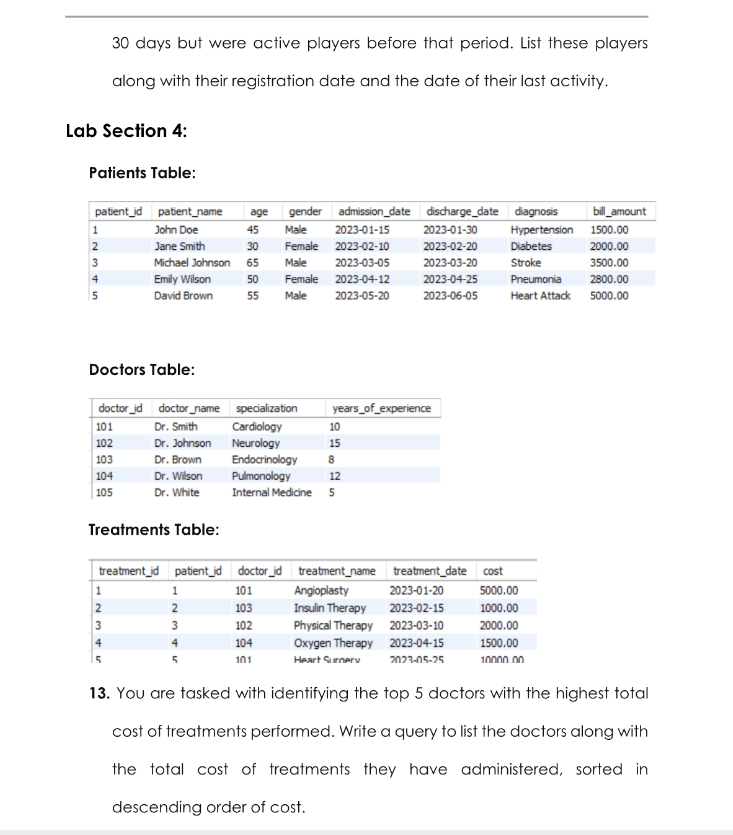 30 days but were active players before that period. List these players
along with their registration date and the date of their last activity.
Lab Section 4:
Patients Table:
patient_id patient_name age gender admission_date discharge_date diagnosis bill_amount
1 John Doe 45 Male 2023-01-15 2023-01-30 Hypertension 1500.00
2 Jane Smith 30 Female 2023-02-10 2023-02-20 Diabetes 2000.00
3 Michael Johnson 65 Male 2023-03-05 2023-03-20 Stroke 3500.00
4 Emily Wilson 50 Female 2023-04-12 2023-04-25 Pneumonia 2800.00
5 David Brown 55 Male 2023-05-20 2023-06-05 Heart Attack 5000.00
Doctors Table:
doctor_id doctor_name specialization years_of_experience
101 Dr. Smith Cardiology 10
102 Dr. Johnson Neurology 15
103 Dr. Brown Endocrinology 8
104 Dr. Wilson Pulmonology 12
105 Dr. White Internal Medicine 5
Treatments Table:
treatment_id patient_id doctor_id treatment_name treatment_date cost
1 1 101 Angioplasty 2023-01-20 5000.00
2 2 103 Insulin Therapy 2023-02-15 1000.00
3 3 102 Physical Therapy 2023-03-10 2000.00
4 4 104 Oxygen Therapy 2023-04-15 1500.00
5 5 101 Heart Surgery 2023-05-25 10000.00
13. You are tasked with identifying the top 5 doctors with the highest total
cost of treatments performed. Write a query to list the doctors along with
the total cost of treatments they have administered, sorted in
descending order of cost.